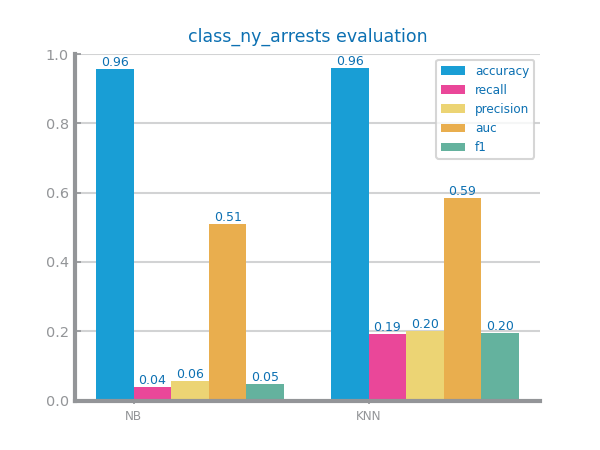 class_ny_arrests evaluation
1.0
0.8
0.6
0.4
0.2
0.0
0.96
0.04
0.06
0.51
0.05
0.96
0.19
0.20
0.59
0.20
accuracy
recall
precision
auc
f1
NB
KNN